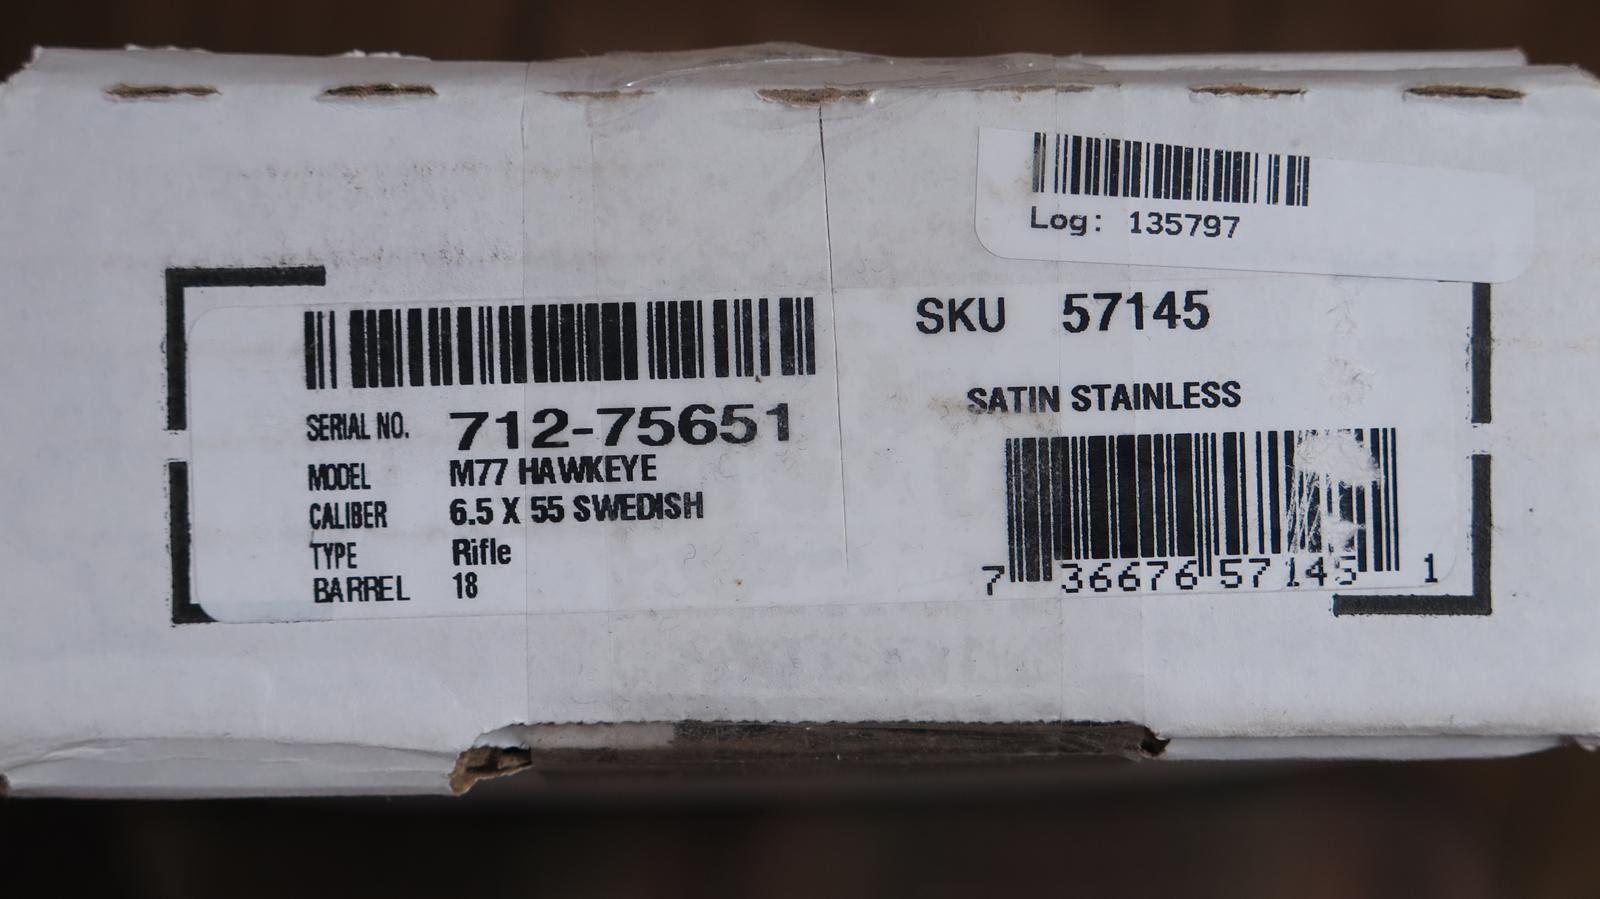 Log: 135797
SKU 57145
SATIN STAINLESS
SERIAL NO. 712-75651
MODEL M77 HAWKEYE
CALIBER 6.5 X 55 SWEDISH
TYPE Rifle
BARREL 18
7 36676 57145 1